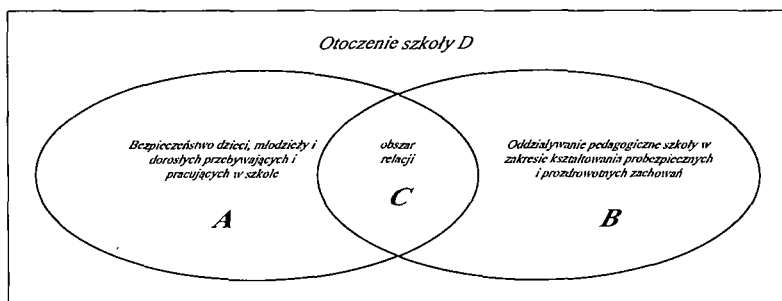 Otoczenie szkoły D
Bezpieczeństwo dzieci, młodzieży i
dorosłych przebywających i
pracujących w szkole
A
obszar
relacji
C
Oddziaływanie pedagogiczne szkoły w
zakresie kształtowania probezpiecznych
i prozdrowotnych zachowań
B